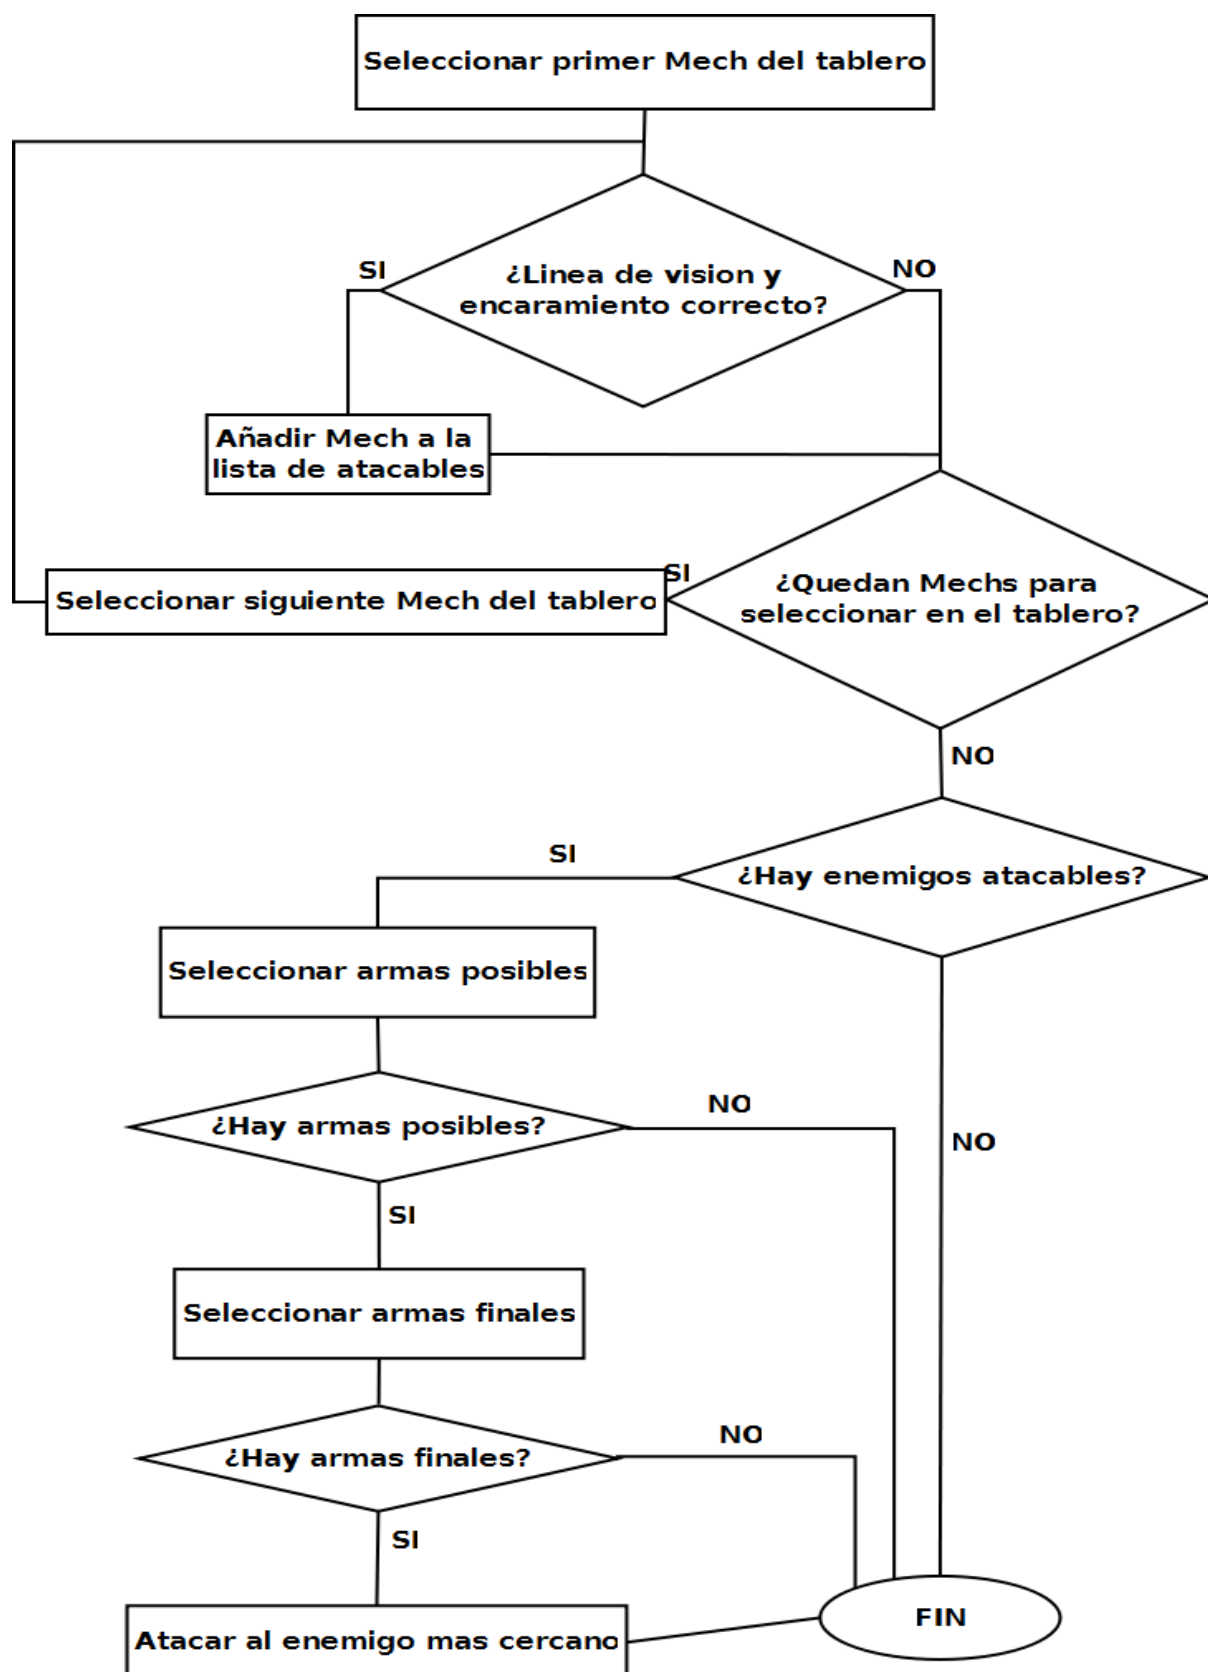 Seleccionar primer Mech del tablero
SI
NO
¿Linea de vision y
encaramiento correcto?
Añadir Mech a la
lista de atacables
SI
Seleccionar siguiente Mech del tablero
¿Quedan Mechs para
seleccionar en el tablero?
NO
SI
¿Hay enemigos atacables?
Seleccionar armas posibles
NO
¿Hay armas posibles?
NO
SI
Seleccionar armas finales
NO
¿Hay armas finales?
SI
FIN
Atacar al enemigo mas cercano